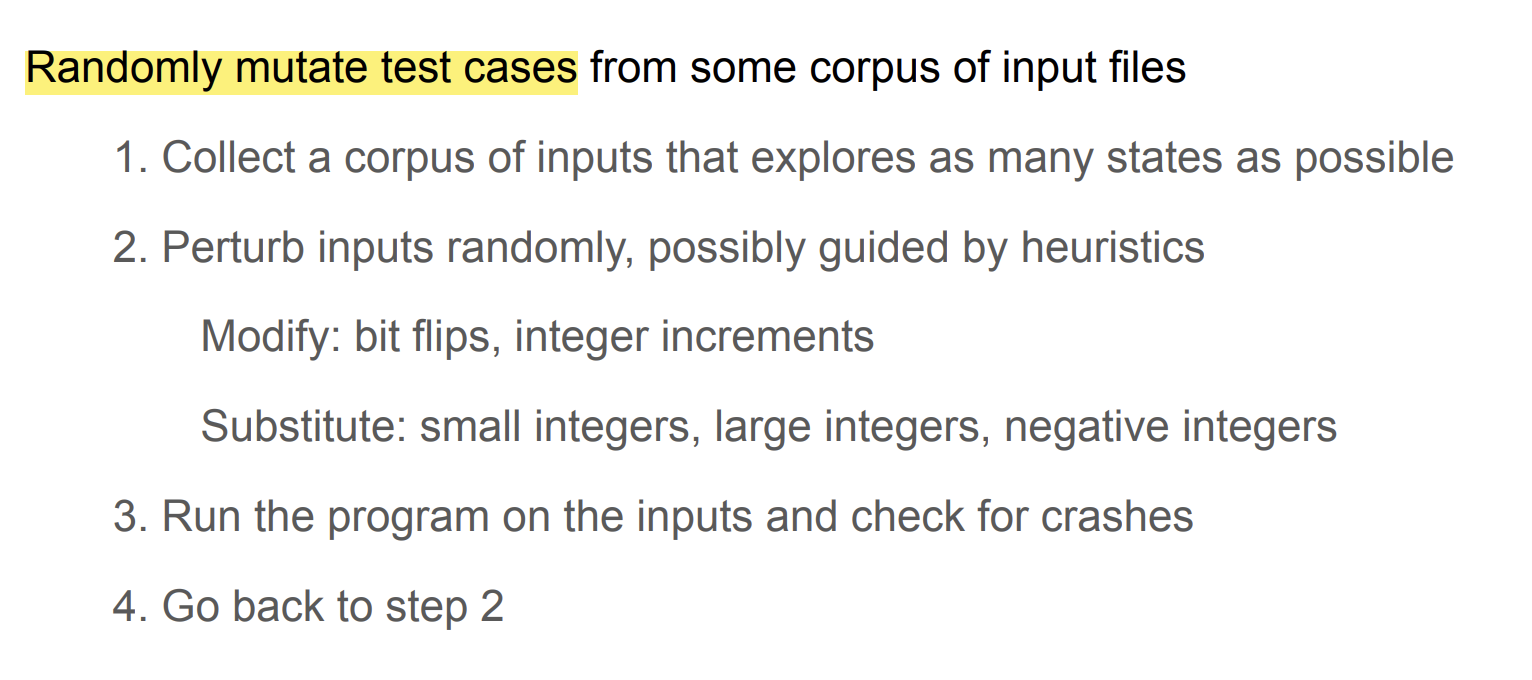 Randomly mutate test cases from some corpus of input files
1. Collect a corpus of inputs that explores as many states as possible
2. Perturb inputs randomly, possibly guided by heuristics
Modify: bit flips, integer increments
Substitute: small integers, large integers, negative integers
3. Run the program on the inputs and check for crashes
4. Go back to step 2